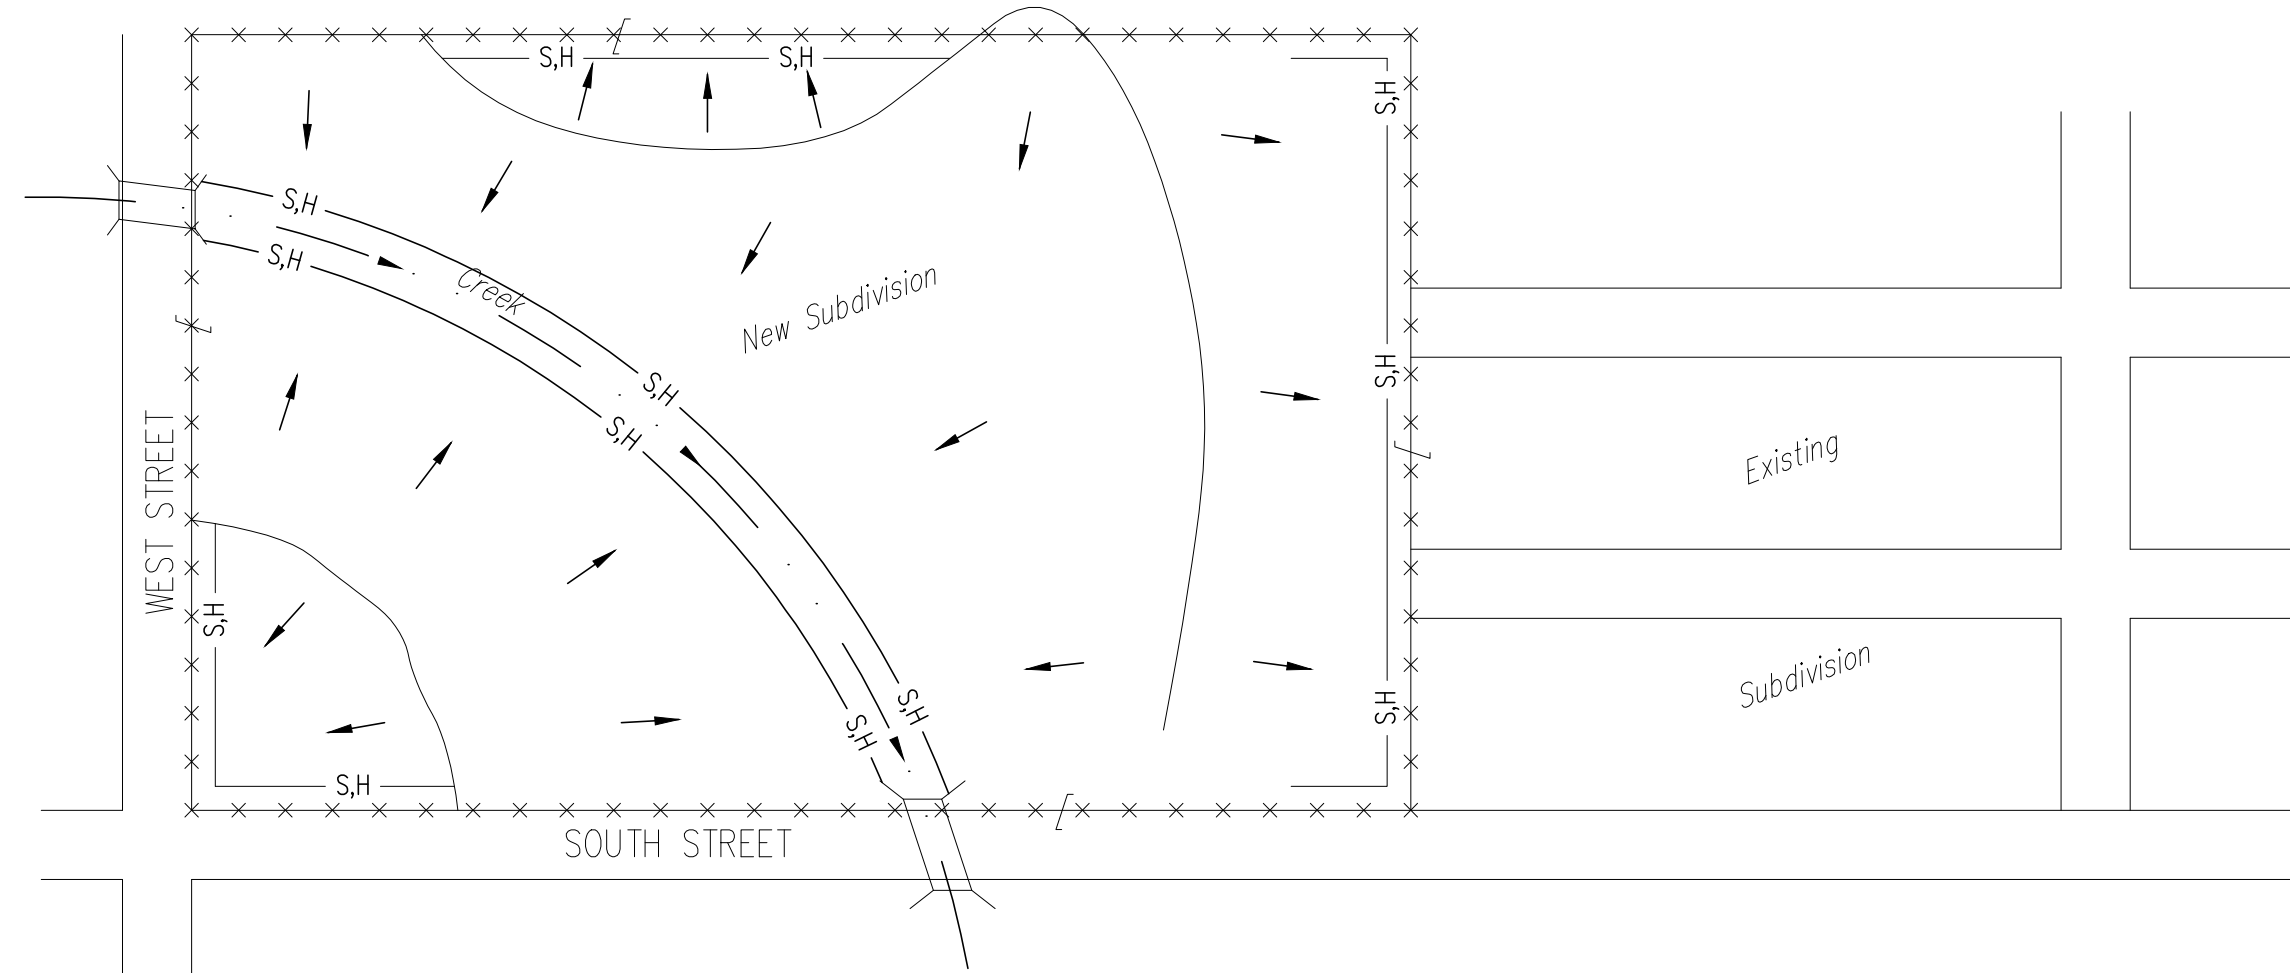 S,H
S,H
S,H
S,H
S,H
Creek
New Subdivision
S,H
S,H
S,H
WEST STREET
Existing
S,H
Subdivision
S,H
S,H
S,H
S,H
SOUTH STREET